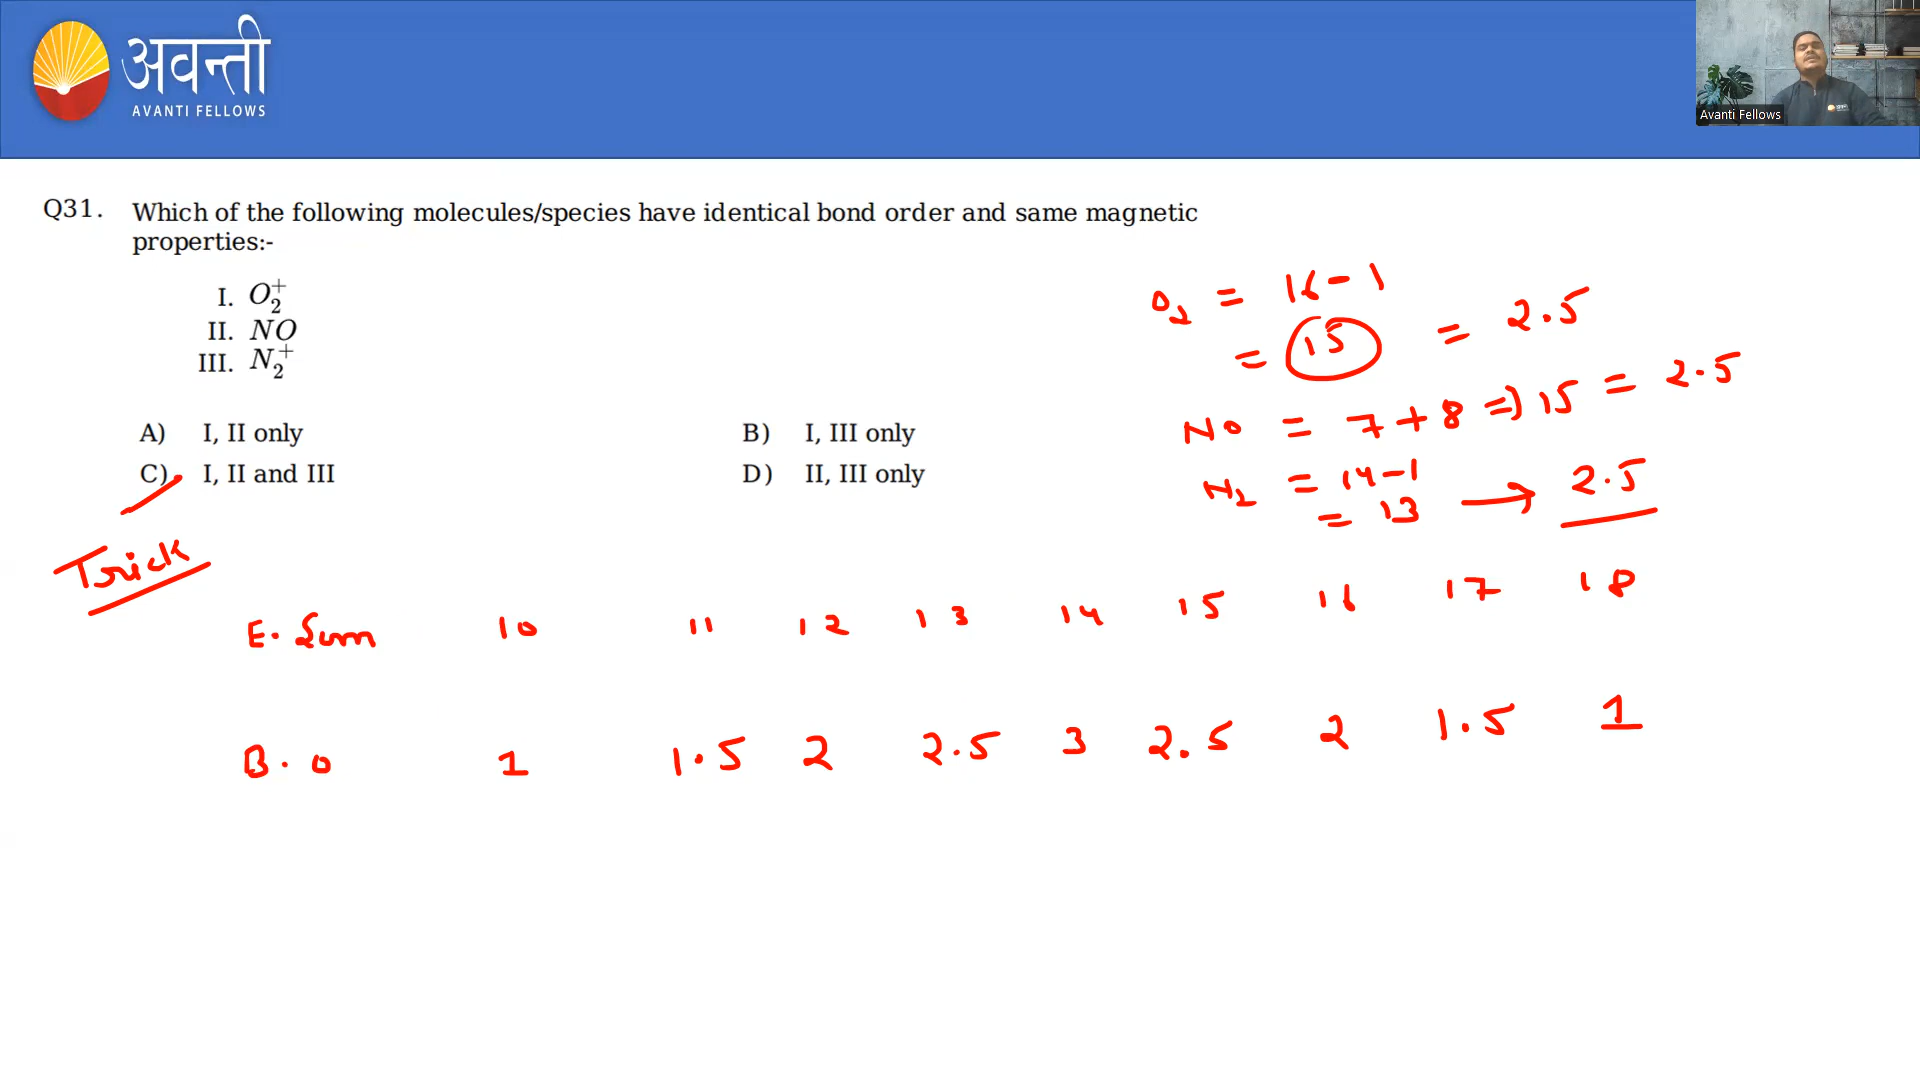 अवन्ती
AVANTI FELLOWS
Avanti Fellows
Q31. Which of the following molecules/species have identical bond order and same magnetic
properties:-
I. O₂⁺
II. NO
III. N₂⁺
A) I, II only
B) I, III only
C) I, II and III
D) II, III only
O₂ = 16 - 1
= 15 = 2.5
NO = 7 + 8 => 15 = 2.5
N₂ = 14 - 1
= 13 → 2.5
Trick
E. Sum 10 11 12 13 14 15 16 17 18
B. O 1 1.5 2 2.5 3 2.5 2 1.5 1